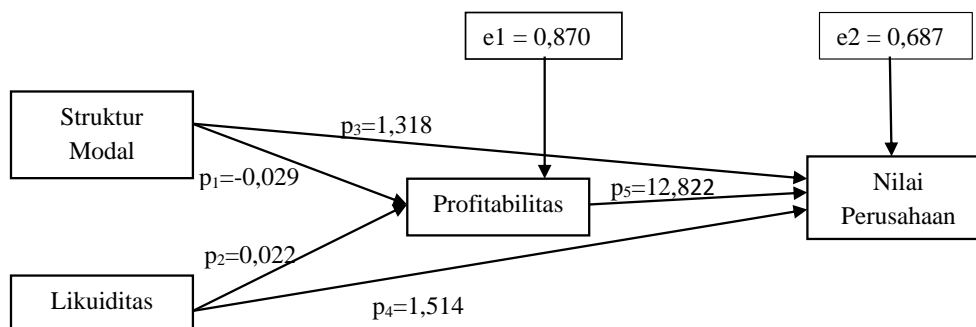 e1 = 0,870
e2 = 0,687
Struktur
Modal
p₃=1,318
p₁=-0,029
Profitabilitas
p₅=12,822
Nilai
Perusahaan
p₂=0,022
Likuiditas
p₄=1,514